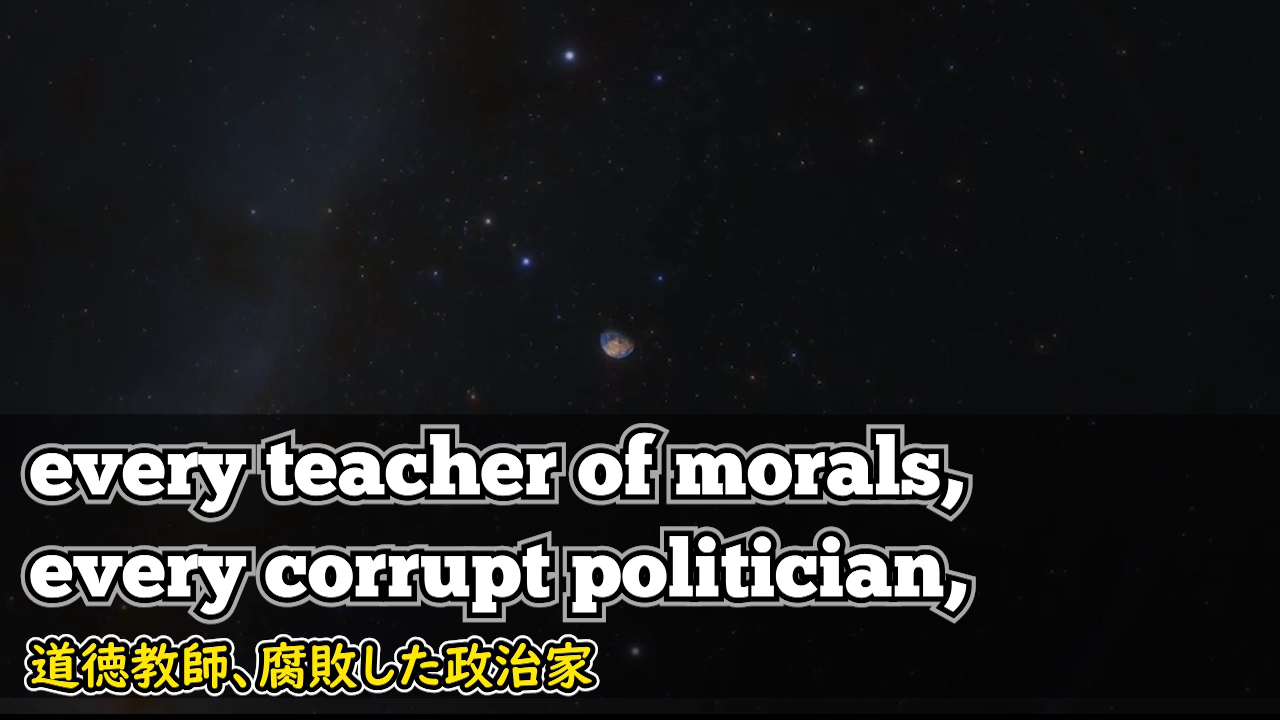 every teacher of morals,
every corrupt politician,
道徳教師、腐敗した政治家